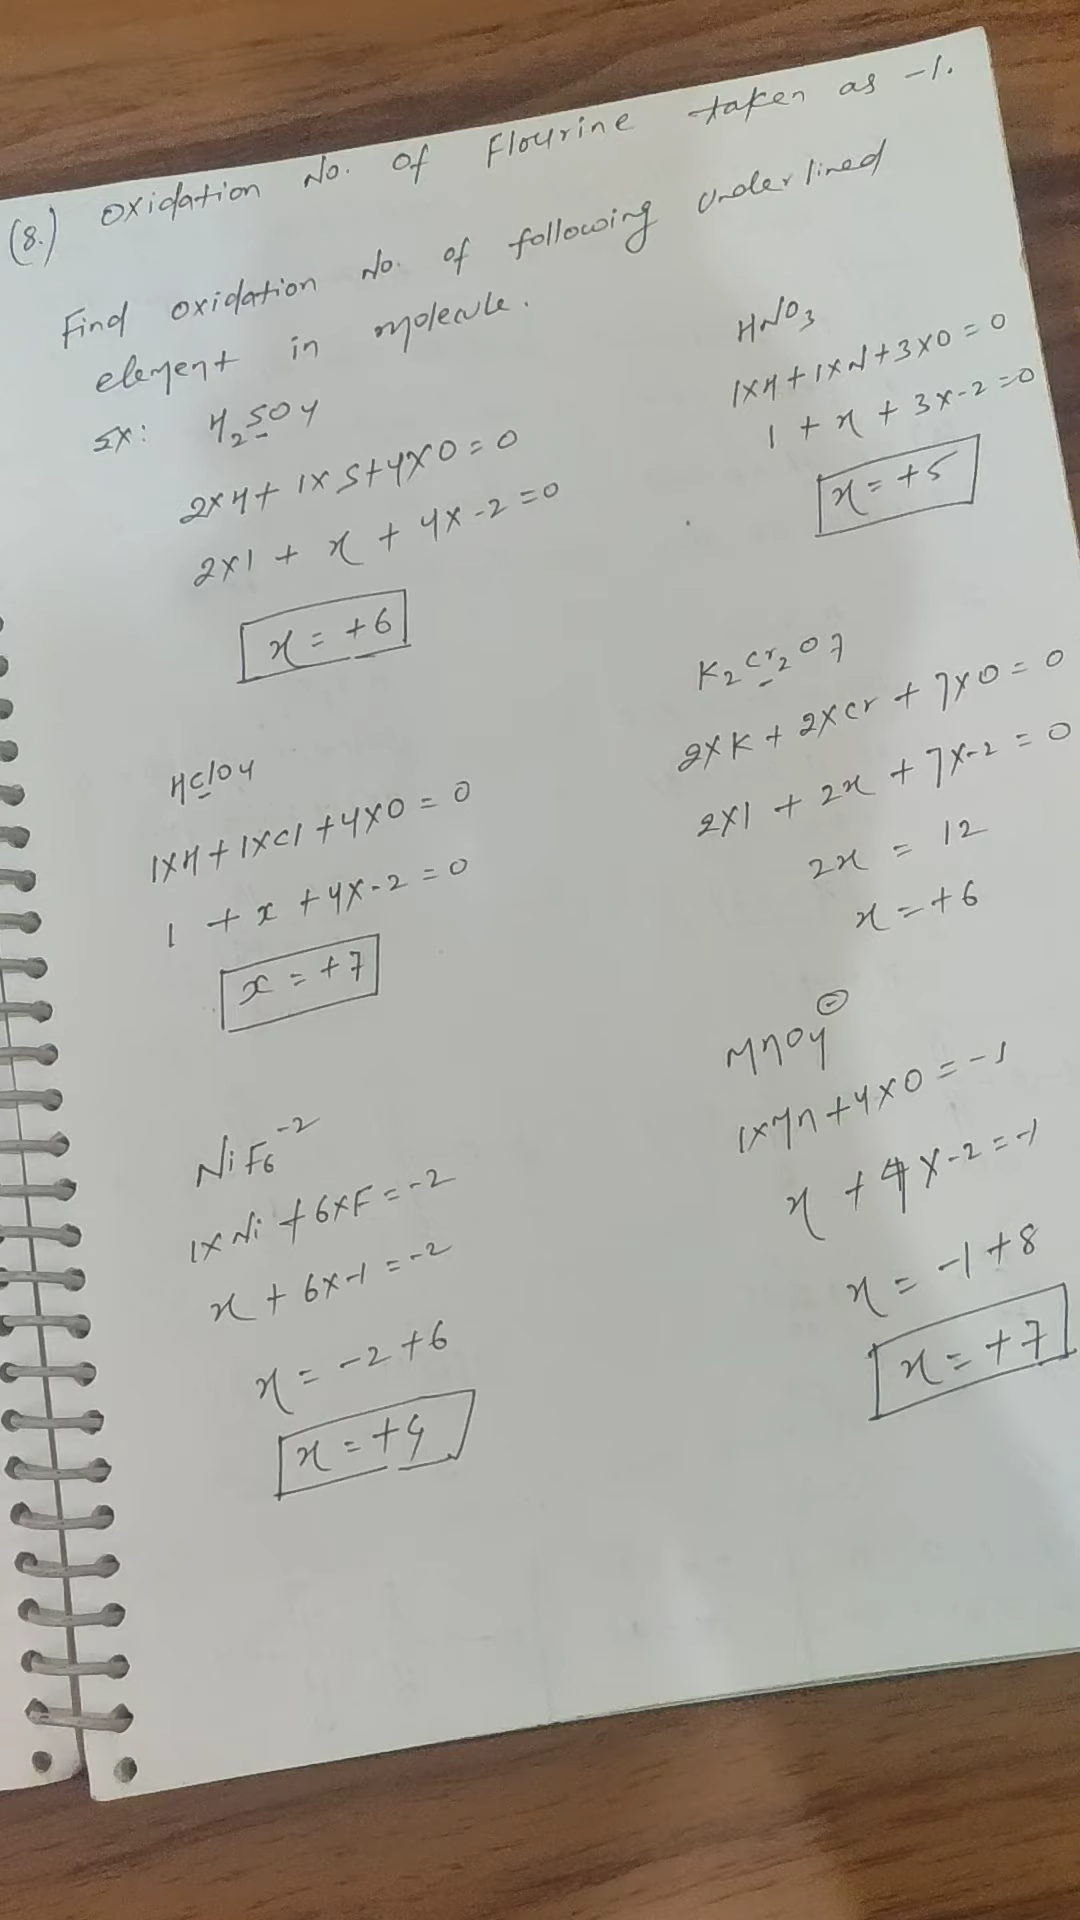 (8.) Oxidation No. of Flourine taken as -1.
Find oxidation No. of following underlined
element in molecule.
Ex: H₂SO₄
2×H + 1×S + 4×O = 0
2×1 + x + 4×-2 = 0
x = +6
HNO₃
1×H + 1×N + 3×O = 0
1 + x + 3×-2 = 0
x = +5
HClO₄
1×H + 1×Cl + 4×O = 0
1 + x + 4×-2 = 0
x = +7
K₂Cr₂O₇
2×K + 2×Cr + 7×O = 0
2×1 + 2x + 7×-2 = 0
2x = 12
x = +6
NiF₆⁻²
1×Ni + 6×F = -2
x + 6×-1 = -2
x = -2 + 6
x = +4
MnO₄⊖
1×Mn + 4×O = -1
x + 4×-2 = -1
x = -1 + 8
x = +7